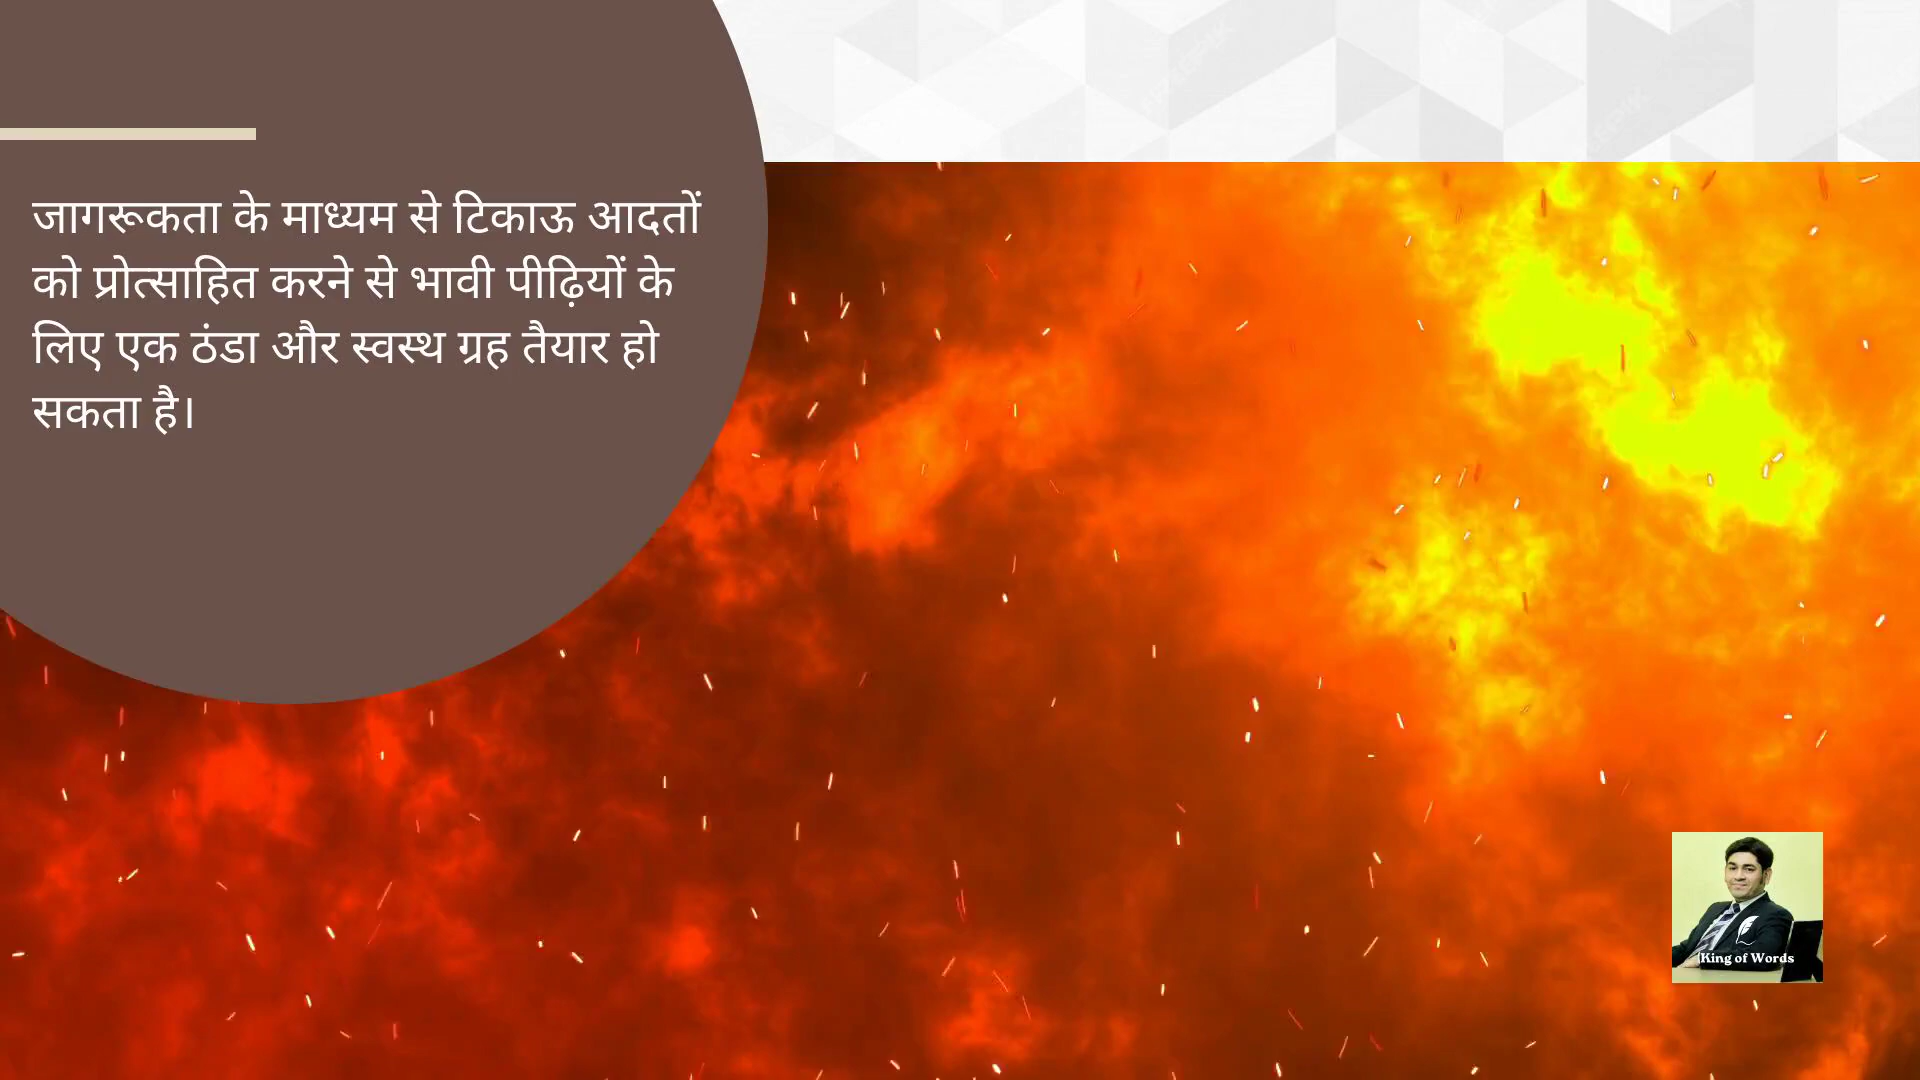 जागरूकता के माध्यम से टिकाऊ आदतों
को प्रोत्साहित करने से भावी पीढ़ियों के
लिए एक ठंडा और स्वस्थ ग्रह तैयार हो
सकता है।
King of Words